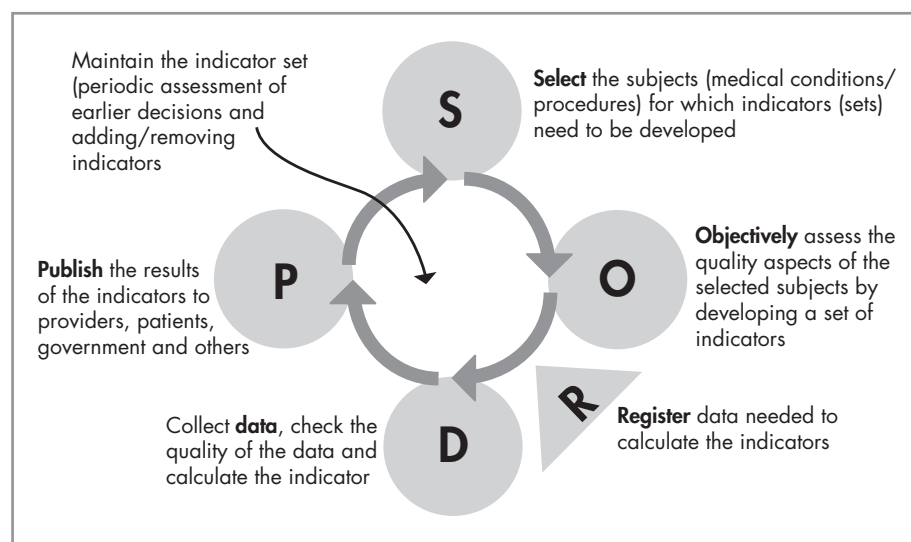 Maintain the indicator set
(periodic assessment of
earlier decisions and
adding/removing
indicators
S
Select the subjects (medical conditions/
procedures) for which indicators (sets)
need to be developed
O
Objectively assess the
quality aspects of the
selected subjects by
developing a set of
indicators
R
Register data needed to
calculate the indicators
D
Collect data, check the
quality of the data and
calculate the indicator
P
Publish the results
of the indicators to
providers, patients,
government and others